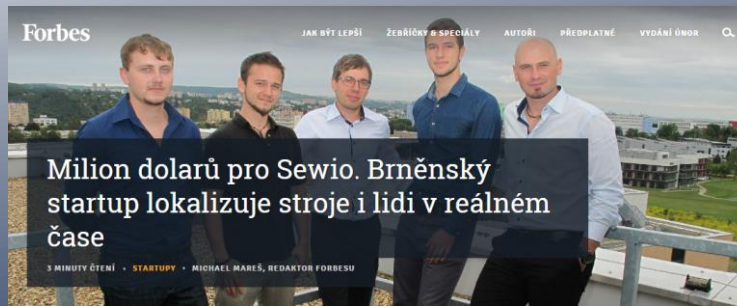 Forbes
JAK BÝT LEPŠÍ ŽEBŘÍČKY & SPECIÁLY AUTOŘI PŘEDPLATNÉ VYDÁNÍ ÚNOR
Milion dolarů pro Sewio. Brněnský
startup lokalizuje stroje i lidi v reálném
čase
3 MINUTY ČTENÍ • STARTUPY • MICHAEL MAREŠ, REDAKTOR FORBESU